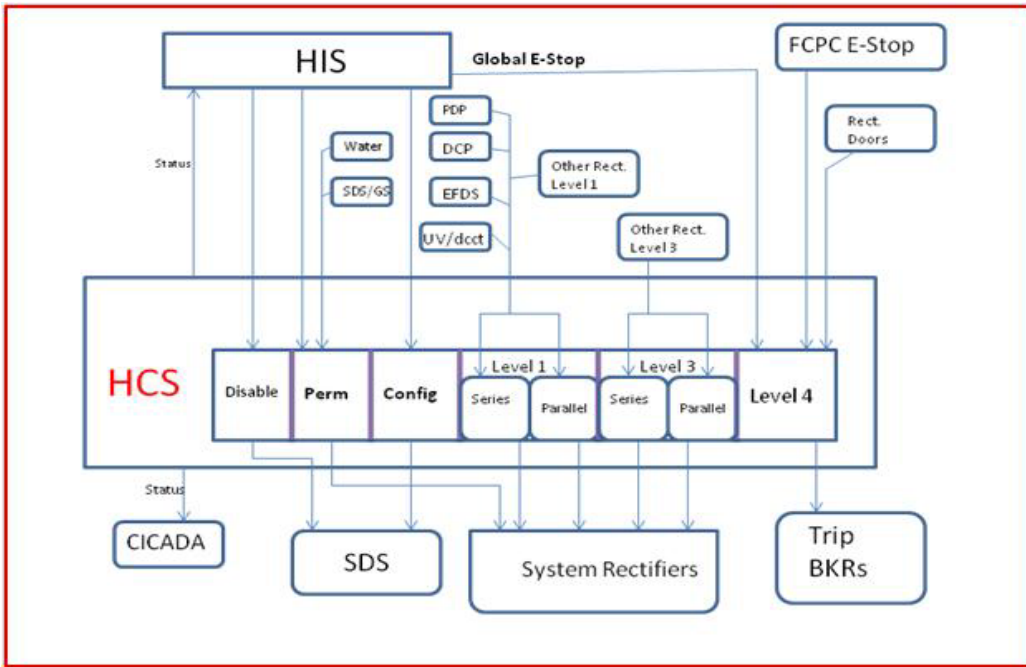 HIS
Global E-Stop
FCPC E-Stop
PDP
Rect.
Doors
Water
DCP
Status
Other Rect.
Level 1
SDS/GS
EFDS
UV/dcct
Other Rect.
Level 3
HCS
Disable
Perm
Config
Level 1
Series
Parallel
Level 3
Series
Parallel
Level 4
Status
CICADA
SDS
System Rectifiers
Trip
BKRs